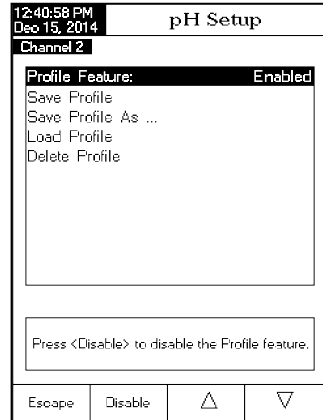 12:40:58 PM
Dec 15, 2014
pH Setup
Channel 2
Profile Feature: Enabled
Save Profile
Save Profile As ...
Load Profile
Delete Profile
Press <Disable> to disable the Profile feature.
Escape Disable △ ▽